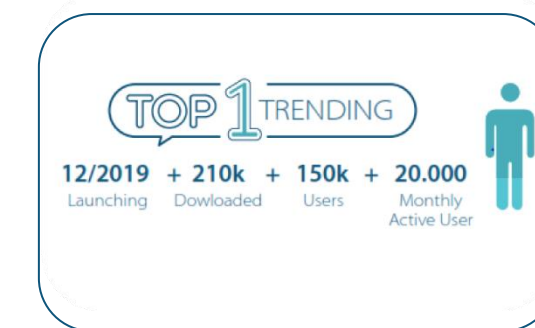 TOP 1 TRENDING
12/2019 + 210k + 150k + 20.000
Launching Dowloaded Users Monthly
Active User